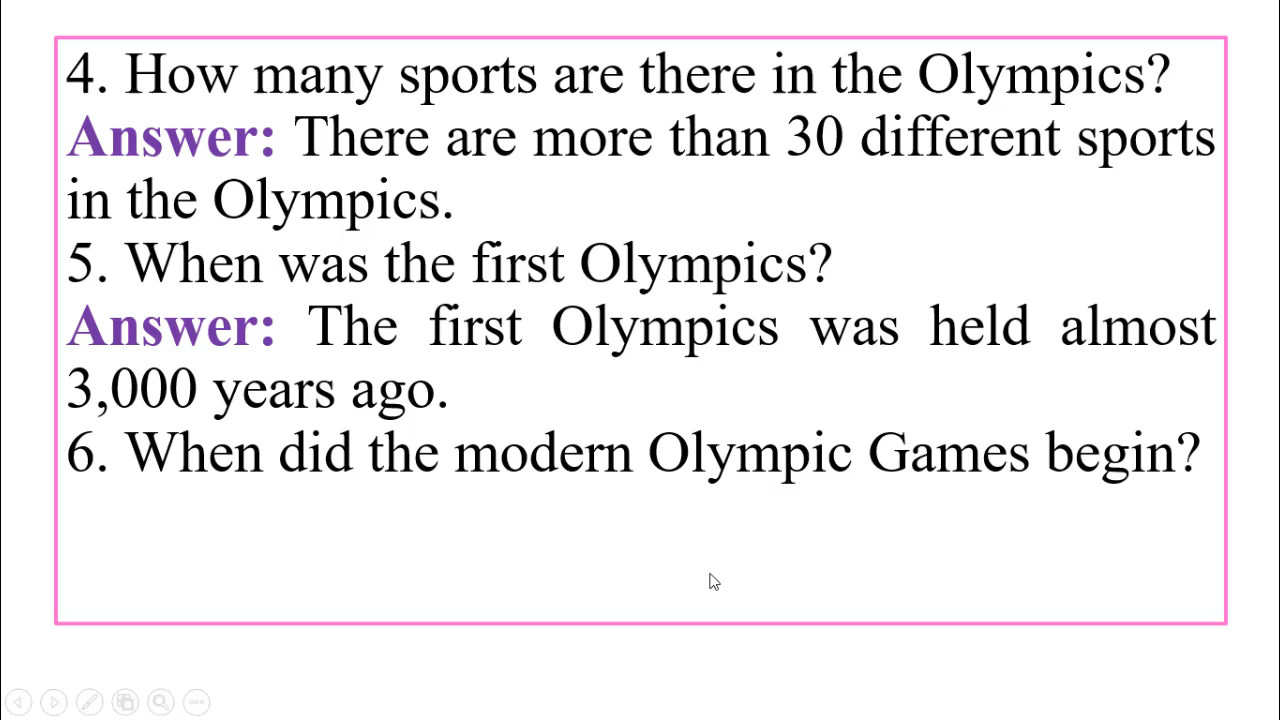 4. How many sports are there in the Olympics?
Answer: There are more than 30 different sports
in the Olympics.
5. When was the first Olympics?
Answer: The first Olympics was held almost
3,000 years ago.
6. When did the modern Olympic Games begin?